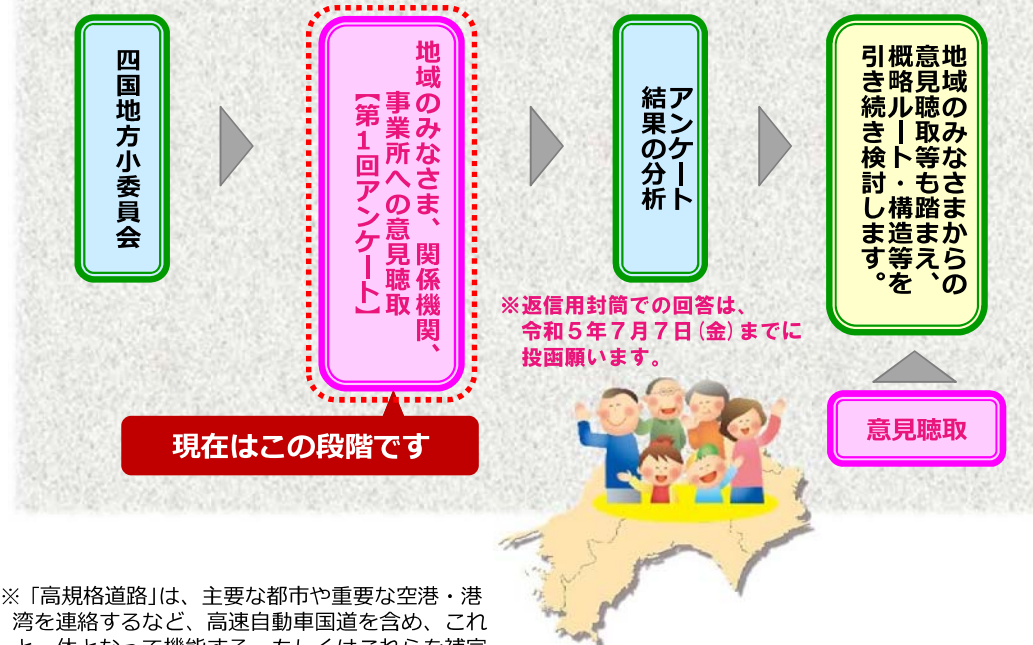 四国地方小委員会
地域のみなさま、関係機関、
事業所への意見聴取
【第1回アンケート】
アンケート
結果の分析
地域のみなさまからの
意見聴取等も踏まえ、
概略ルート・構造等を
引き続き検討します。
※返信用封筒での回答は、
令和5年7月7日(金)までに
投函願います。
現在はこの段階です
意見聴取
※「高規格道路」は、主要な都市や重要な空港・港
湾を連絡するなど、高速自動車国道を含め、これ